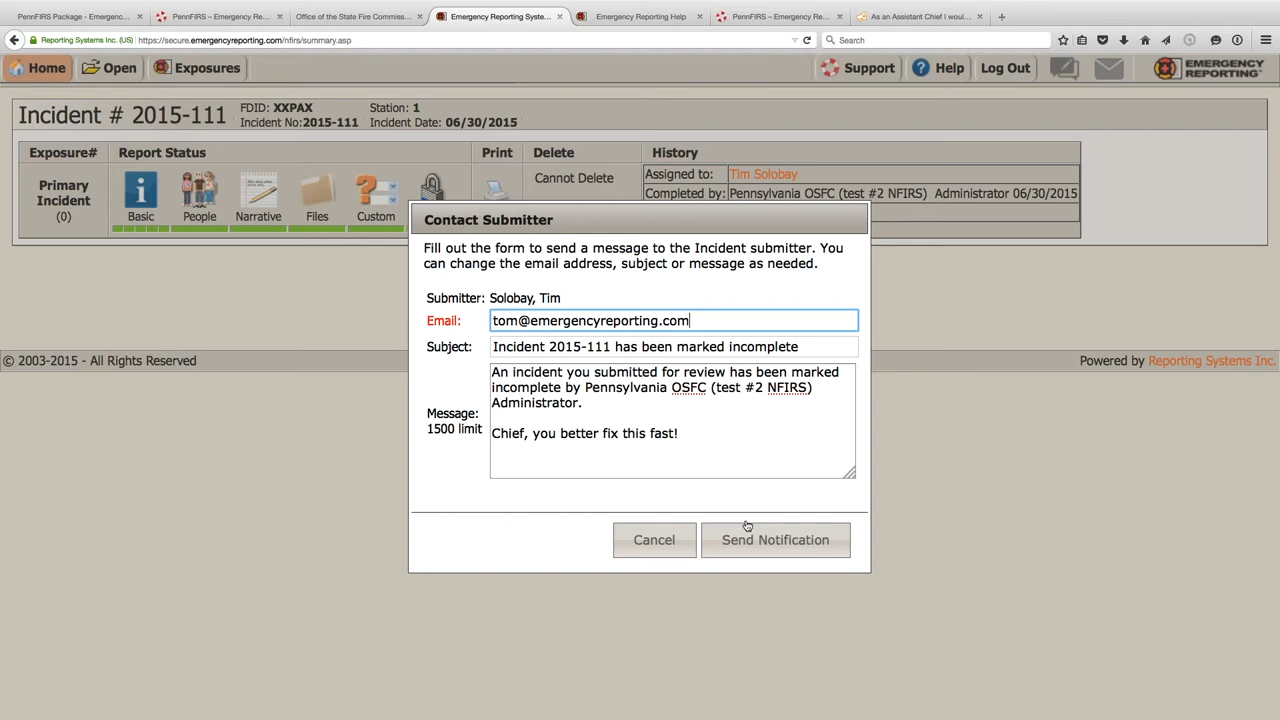 PennFIRS Package - Emergenc...
PennFIRS – Emergency Re...
Office of the State Fire Commiss...
Emergency Reporting Syste...
Emergency Reporting Help
PennFIRS – Emergency Re...
As an Assistant Chief I woul...
Reporting Systems Inc. (US)
https://secure.emergencyreporting.com/nfirs/summary.asp
Search
Home
Open
Exposures
Support
Help
Log Out
EMERGENCY
REPORTING
Incident # 2015-111
FDID: XXPAX
Station: 1
Incident No:2015-111
Incident Date: 06/30/2015
Exposure#
Report Status
Print
Delete
History
Primary
Incident
(0)
Basic
People
Narrative
Files
Custom
Cannot Delete
Assigned to:
Tim Solobay
Completed by:
Pennsylvania OSFC (test #2 NFIRS) Administrator 06/30/2015
Contact Submitter
Fill out the form to send a message to the Incident submitter. You
can change the email address, subject or message as needed.
Submitter: Solobay, Tim
Email: tom@emergencyreporting.com
Subject: Incident 2015-111 has been marked incomplete
Message:
1500 limit
An incident you submitted for review has been marked
incomplete by Pennsylvania OSFC (test #2 NFIRS)
Administrator.
Chief, you better fix this fast!
Cancel
Send Notification
© 2003-2015 - All Rights Reserved
Powered by Reporting Systems Inc.